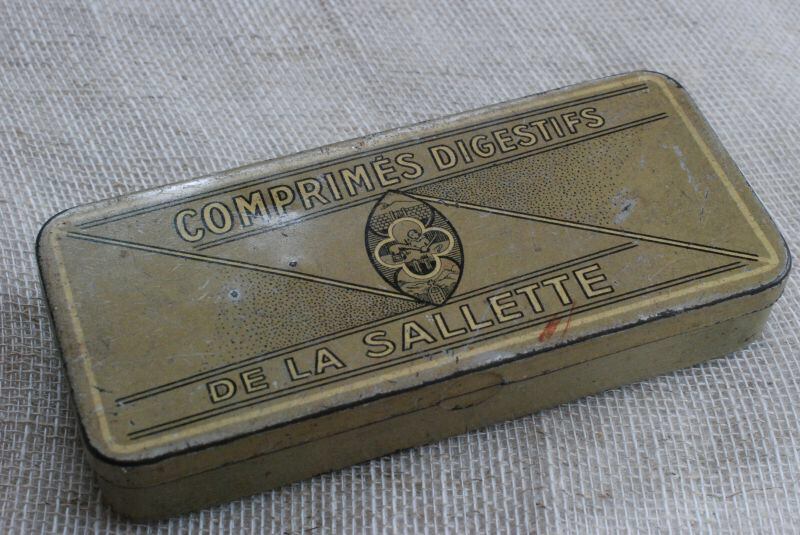 COMPRIMÉS DIGESTIFS
DE LA SALLETTE